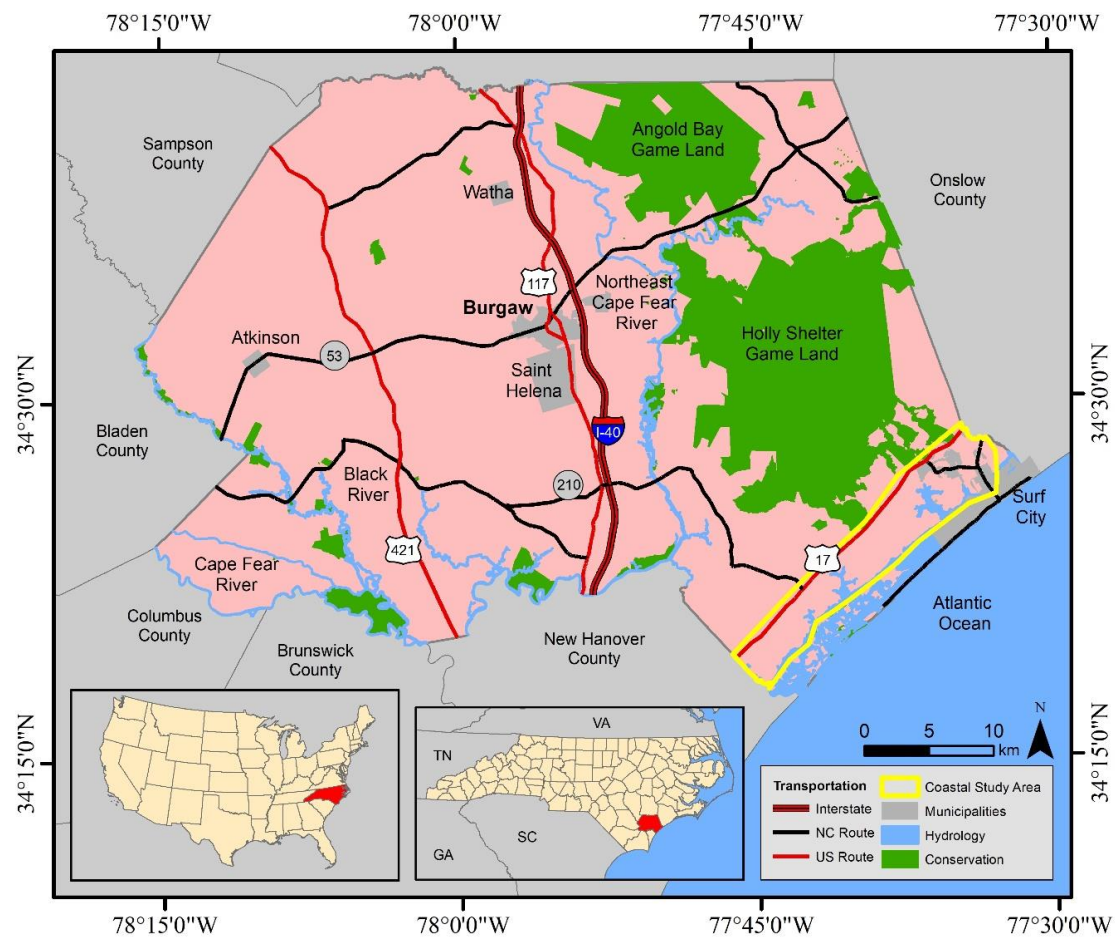 78°15'0"W
78°0'0"W
77°45'0"W
77°30'0"W
34°30'0"N
34°15'0"N
34°30'0"N
34°15'0"N
78°15'0"W
78°0'0"W
77°45'0"W
77°30'0"W
Sampson
County
Angold Bay
Game Land
Onslow
County
Watha
117
Northeast
Cape Fear
River
Burgaw
Holly Shelter
Game Land
Atkinson
53
Saint
Helena
I-40
Bladen
County
Black
River
210
Surf
City
421
17
Cape Fear
River
Atlantic
Ocean
Columbus
County
Brunswick
County
New Hanover
County
N
0 5 10
km
VA
TN
SC
GA
Transportation
Interstate
NC Route
US Route
Coastal Study Area
Municipalities
Hydrology
Conservation